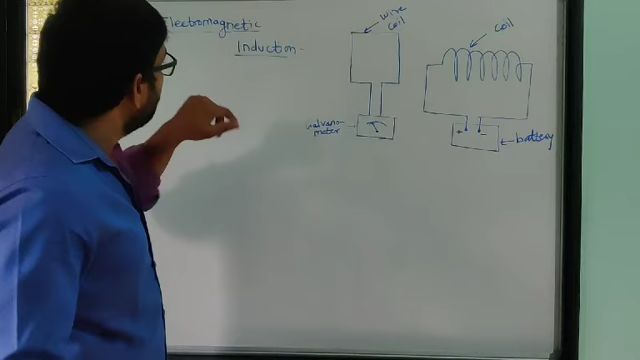 Electromagnetic
Induction
wire
coil
coil
Galvano-
meter
+
-
battery